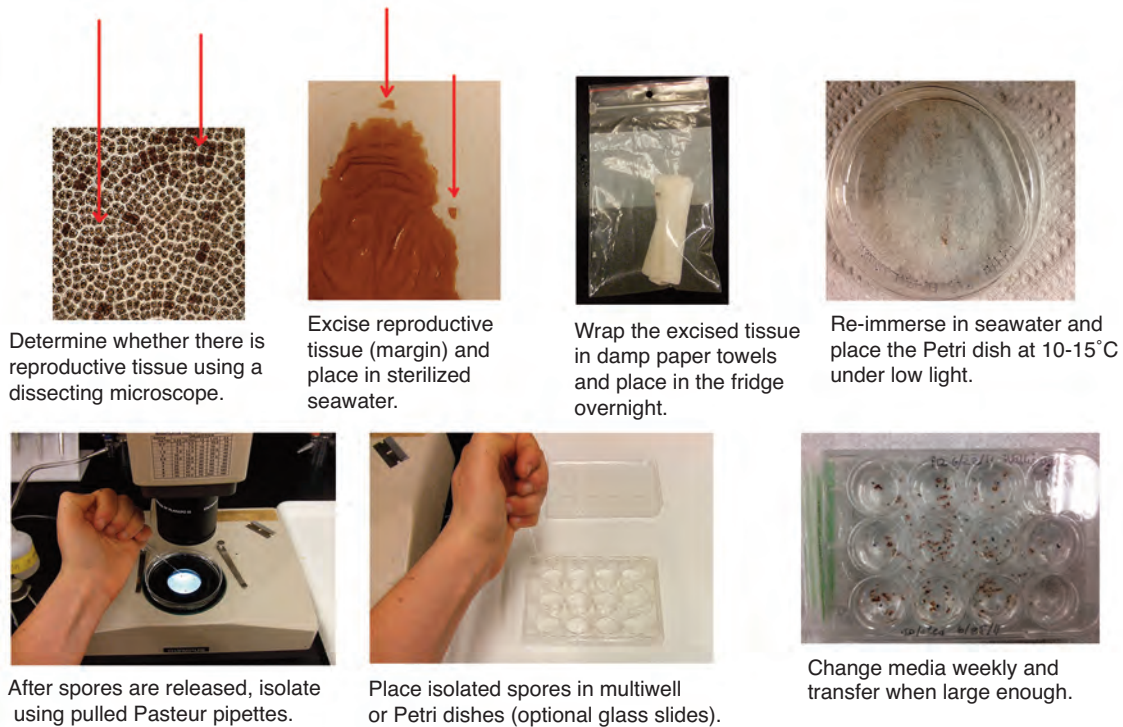 Determine whether there is
reproductive tissue using a
dissecting microscope.
Excise reproductive
tissue (margin) and
place in sterilized
seawater.
Wrap the excised tissue
in damp paper towels
and place in the fridge
overnight.
Re-immerse in seawater and
place the Petri dish at 10-15˚C
under low light.
After spores are released, isolate
using pulled Pasteur pipettes.
Place isolated spores in multiwell
or Petri dishes (optional glass slides).
Change media weekly and
transfer when large enough.